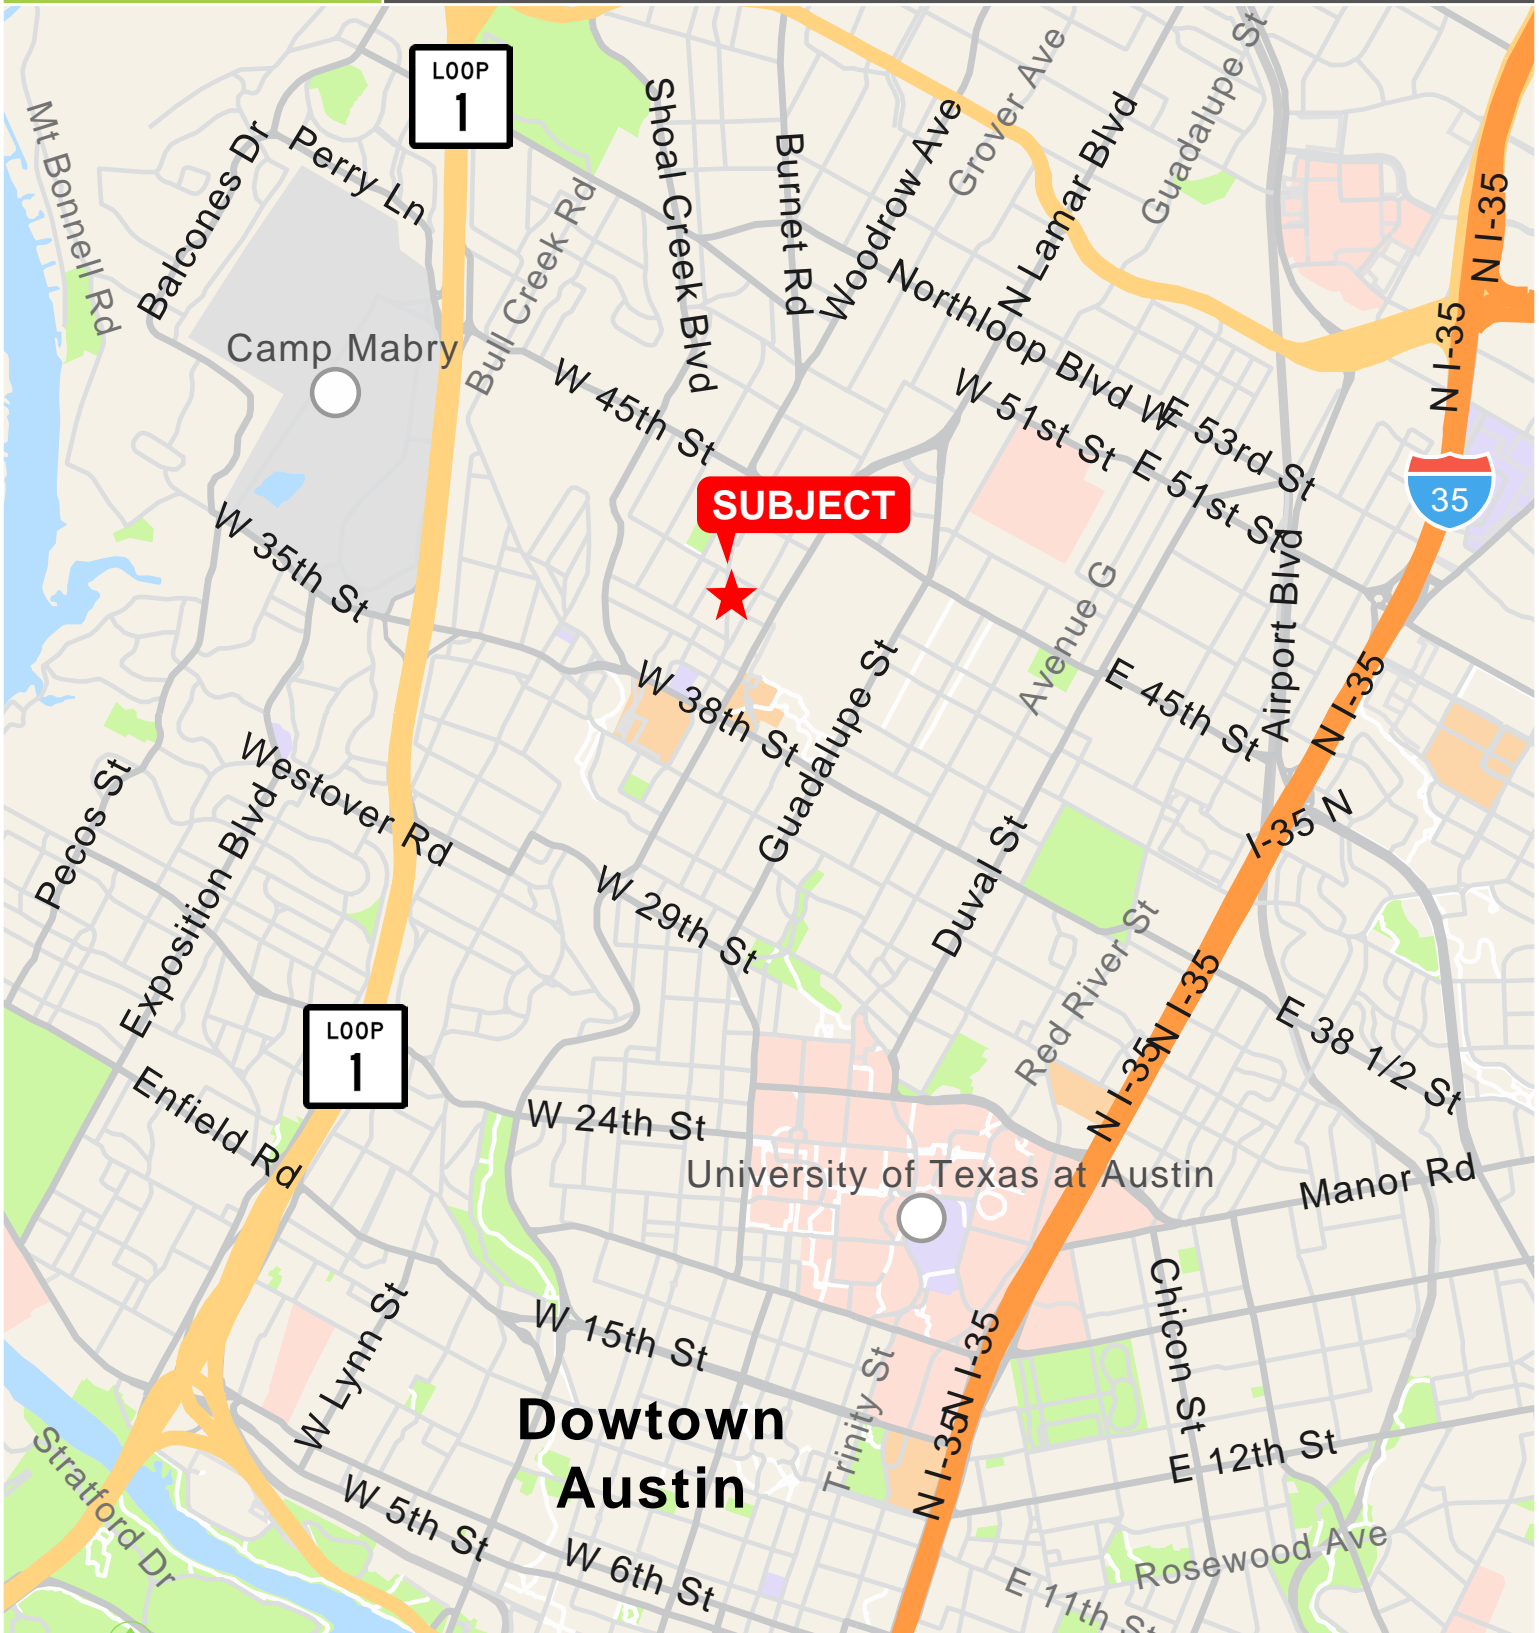 LOOP
1
Mt Bonnell Rd
Balcones Dr
Perry Ln
Shoal Creek Blvd
Burnet Rd
Woodrow Ave
Grover Ave
N Lamar Blvd
Guadalupe St
N I-35
N I-35
Bull Creek Rd
Camp Mabry
Northloop Blvd W
W 45th St
W 51st St
E 53rd St
E 51st St
35
SUBJECT
W 35th St
Airport Blvd
Avenue G
W 38th St
Guadalupe St
E 45th St
N I-35
Westover Rd
Pecos St
Exposition Blvd
I-35 N
Duval St
W 29th St
Red River St
N I-35
N I-35
E 38 1/2 St
LOOP
1
Enfield Rd
W 24th St
University of Texas at Austin
Manor Rd
Chicon St
W Lynn St
W 15th St
N I-35
N I-35
Trinity St
Dowtown
Austin
E 12th St
Stratford Dr
W 5th St
W 6th St
Rosewood Ave
E 11th St